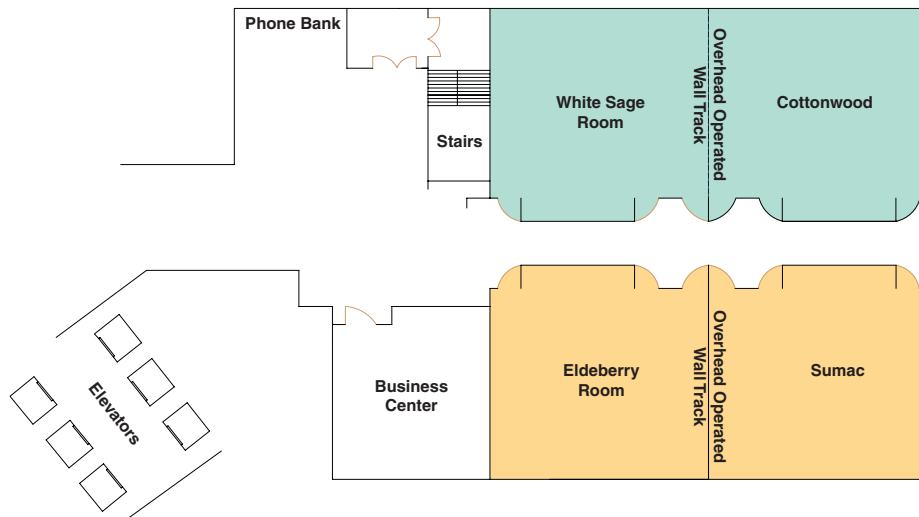 Phone Bank
White Sage
Room
Overhead Operated
Wall Track
Cottonwood
Stairs
Elevators
Business
Center
Eldeberry
Room
Overhead Operated
Wall Track
Sumac